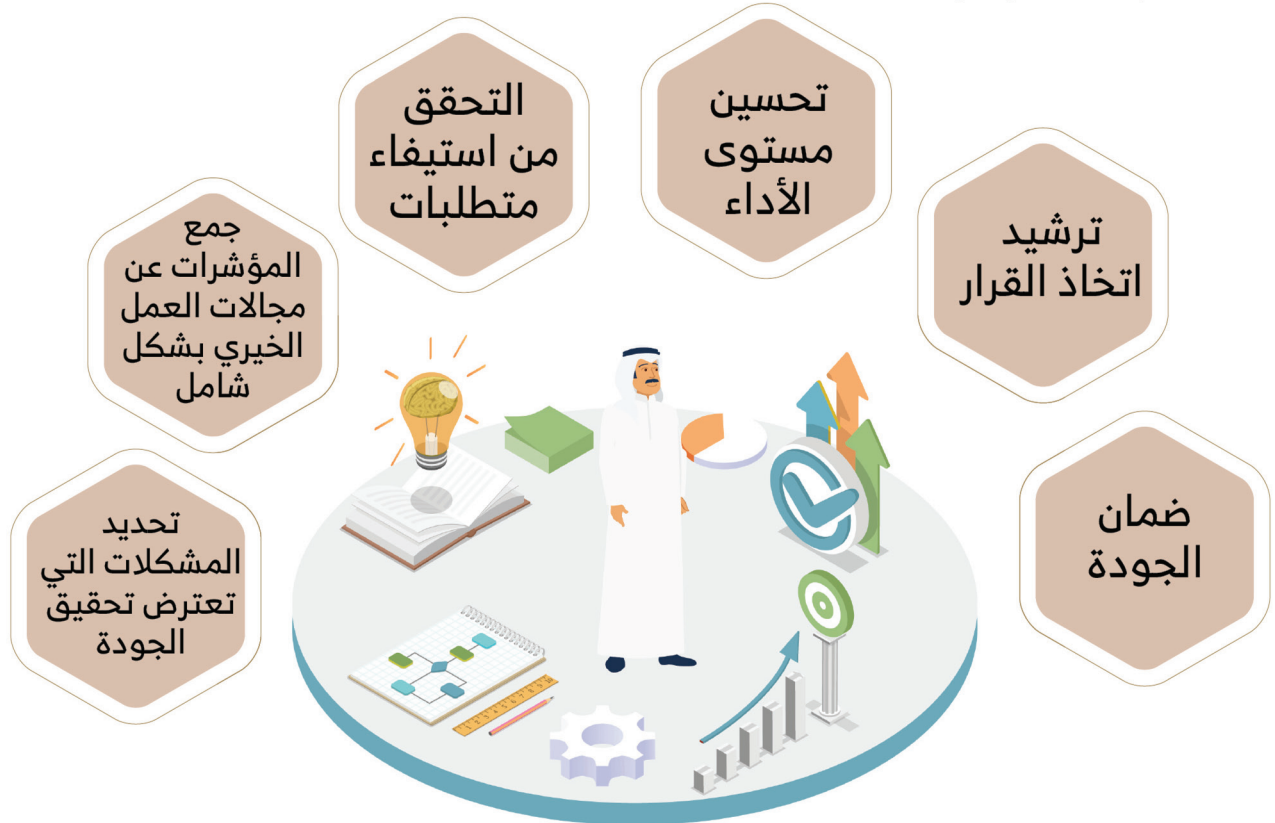 ضمان
الجودة
ترشيد
اتخاذ القرار
تحسين
مستوى
الأداء
التحقق
من استيفاء
متطلبات
جمع
المؤشرات عن
مجالات العمل
الخيري بشكل
شامل
تحديد
المشكلات التي
تعترض تحقيق
الجودة